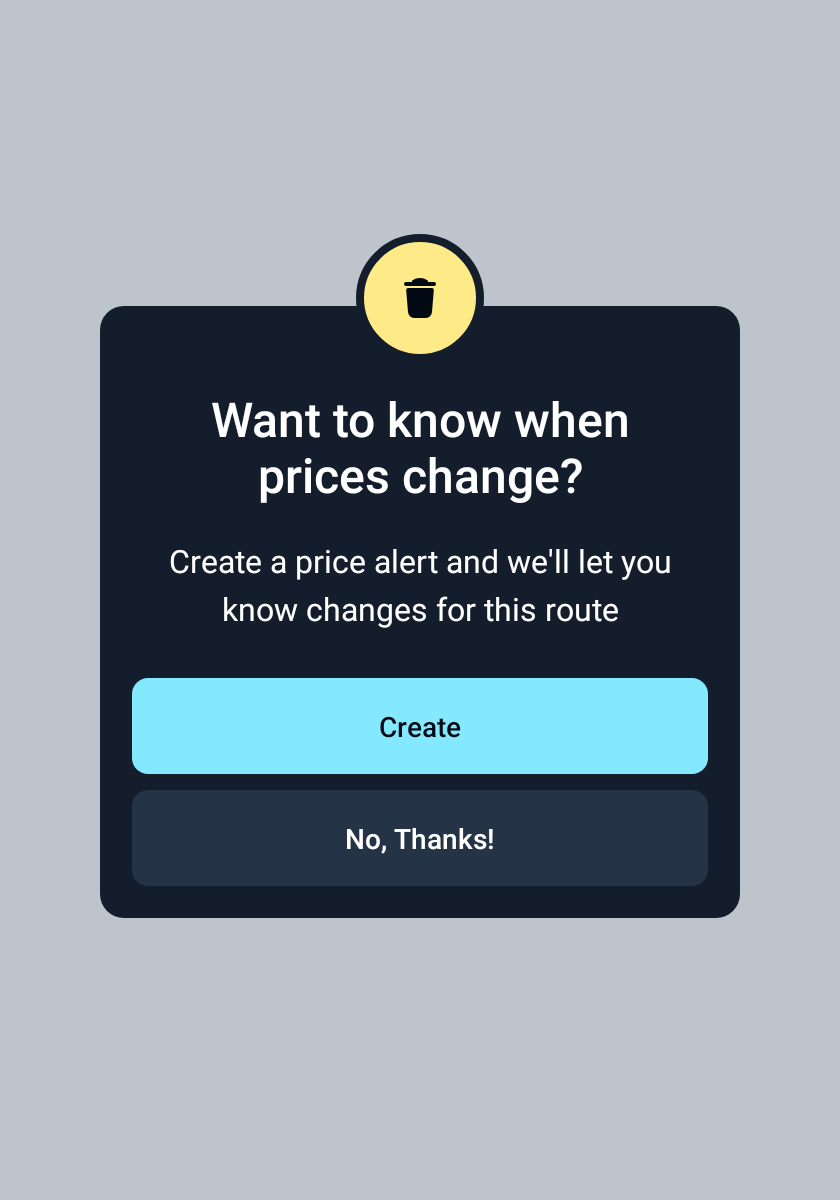 Want to know when
prices change?
Create a price alert and we'll let you
know changes for this route
Create
No, Thanks!